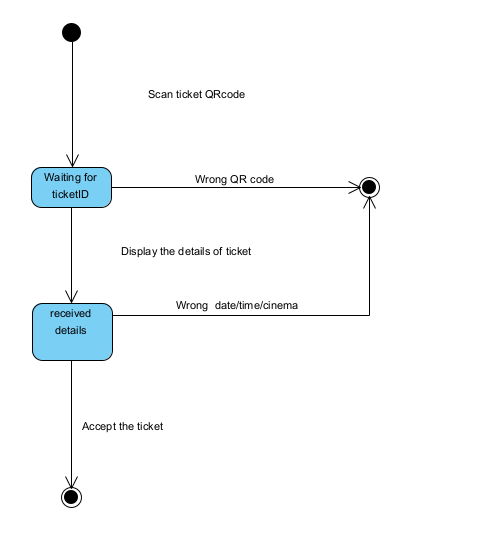 Scan ticket QRcode
Waiting for
ticketID
Wrong QR code
Display the details of ticket
Wrong  date/time/cinema
received
details
Accept the ticket